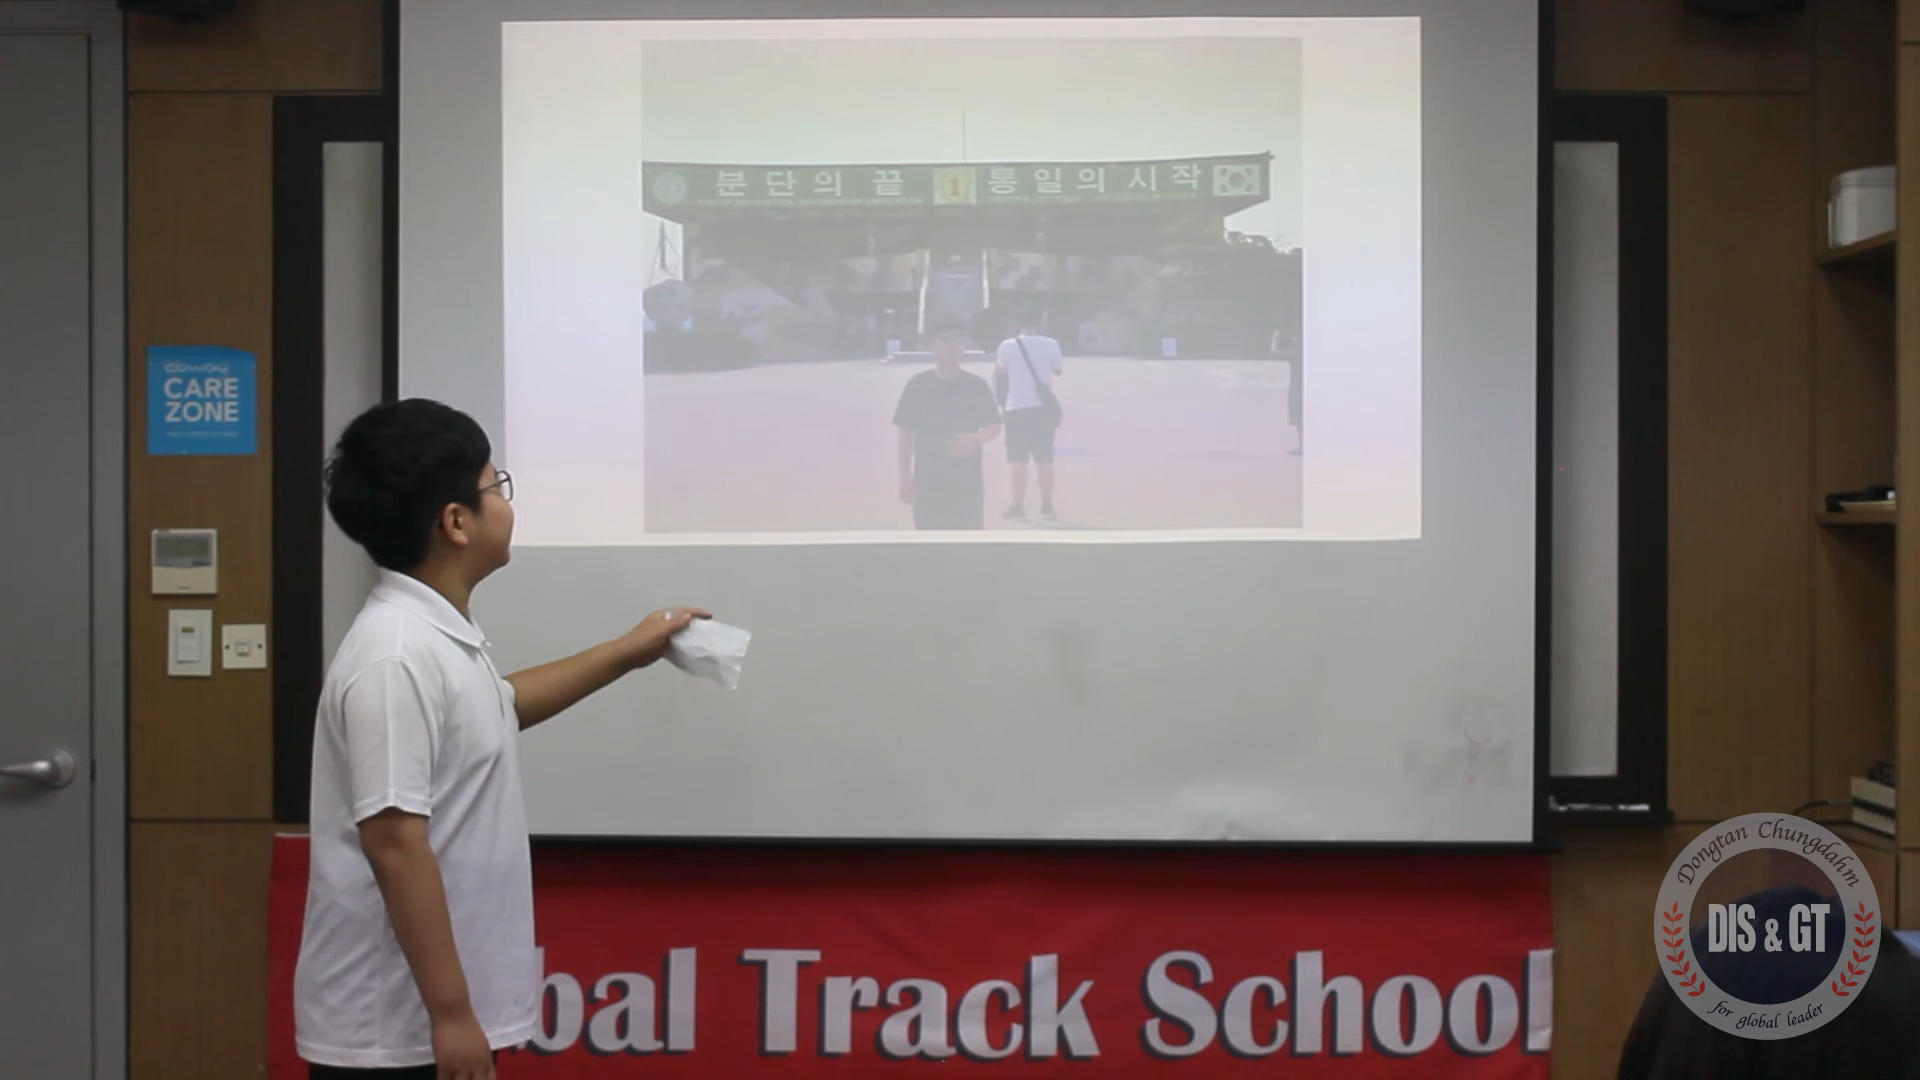 분단의 끝 1 통일의 시작
coway
CARE
ZONE
bal Track School
Dongtan Chungdahm
DIS & GT
for global leader